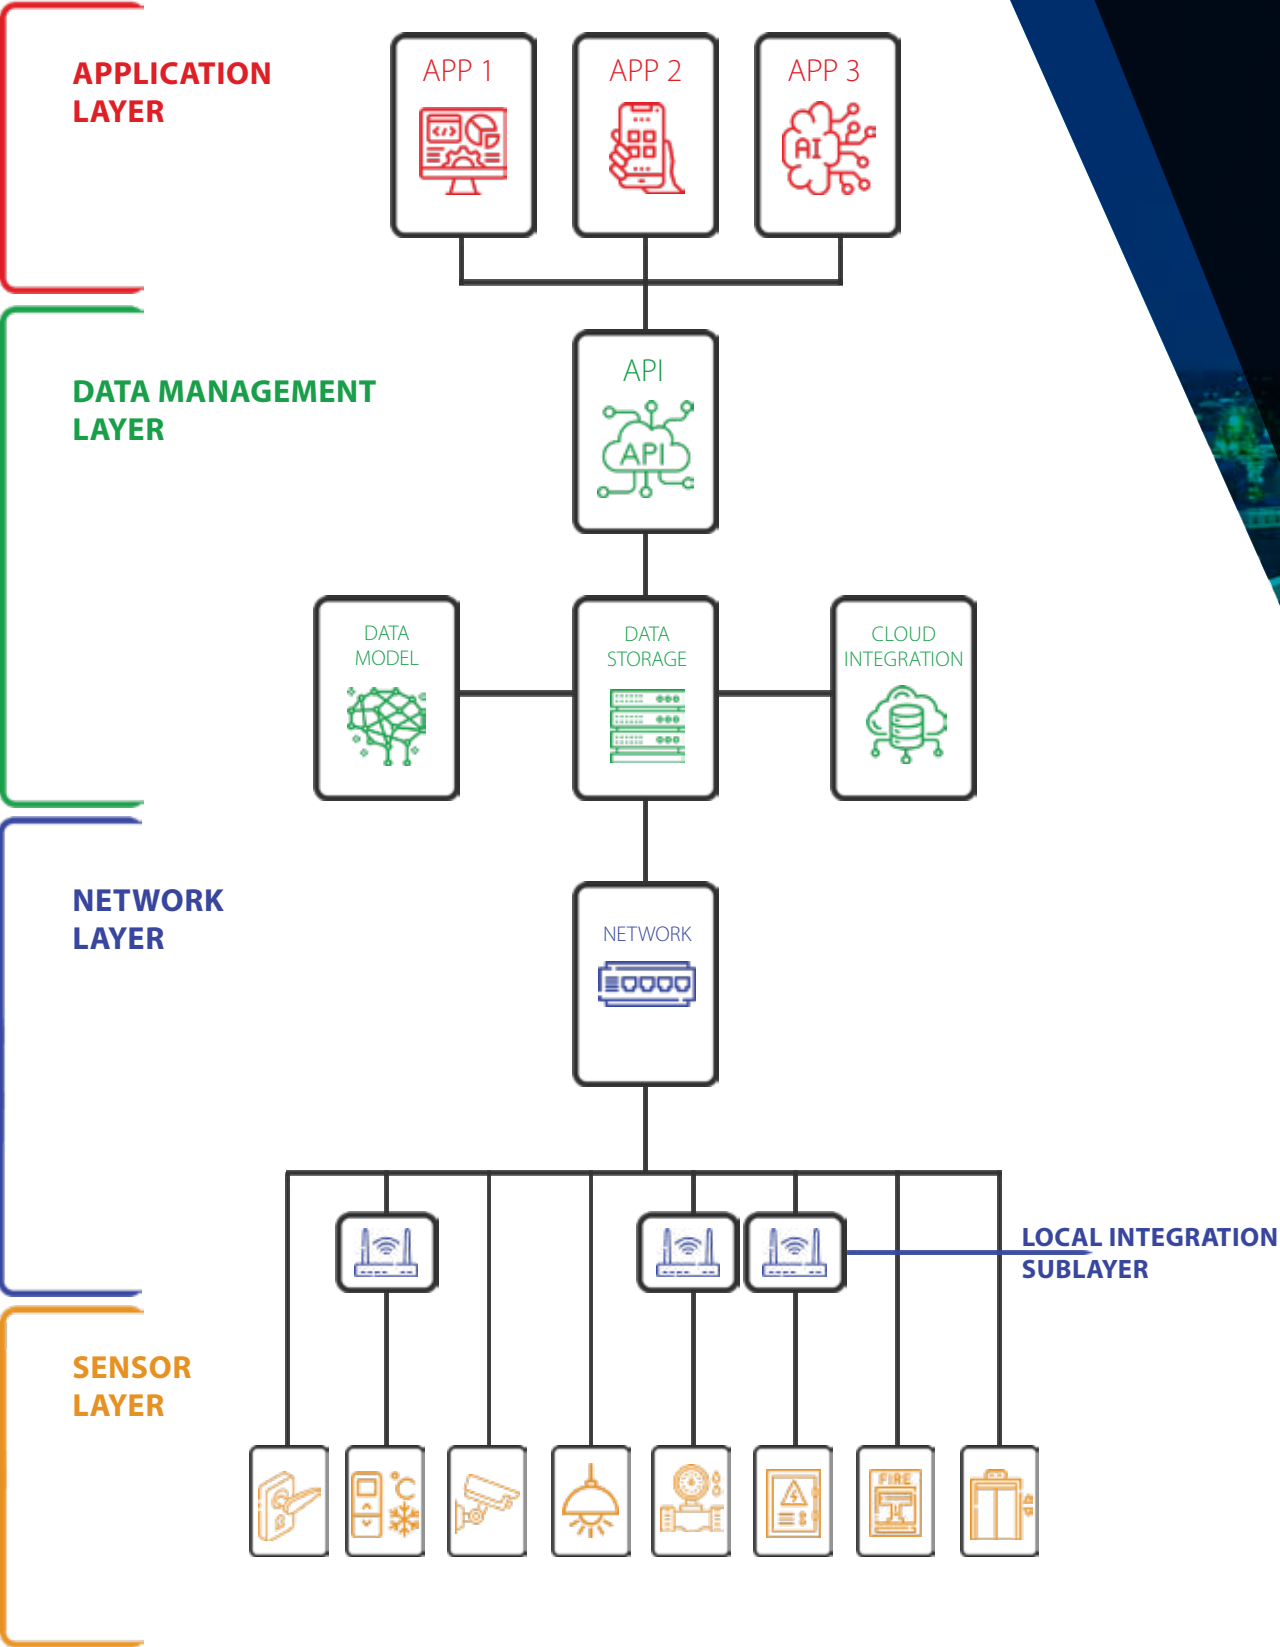 APPLICATION
LAYER
APP 1
APP 2
APP 3
</>
AI
DATA MANAGEMENT
LAYER
API
API
DATA
MODEL
DATA
STORAGE
CLOUD
INTEGRATION
NETWORK
LAYER
NETWORK
LOCAL INTEGRATION
SUBLAYER
SENSOR
LAYER
°C
FIRE